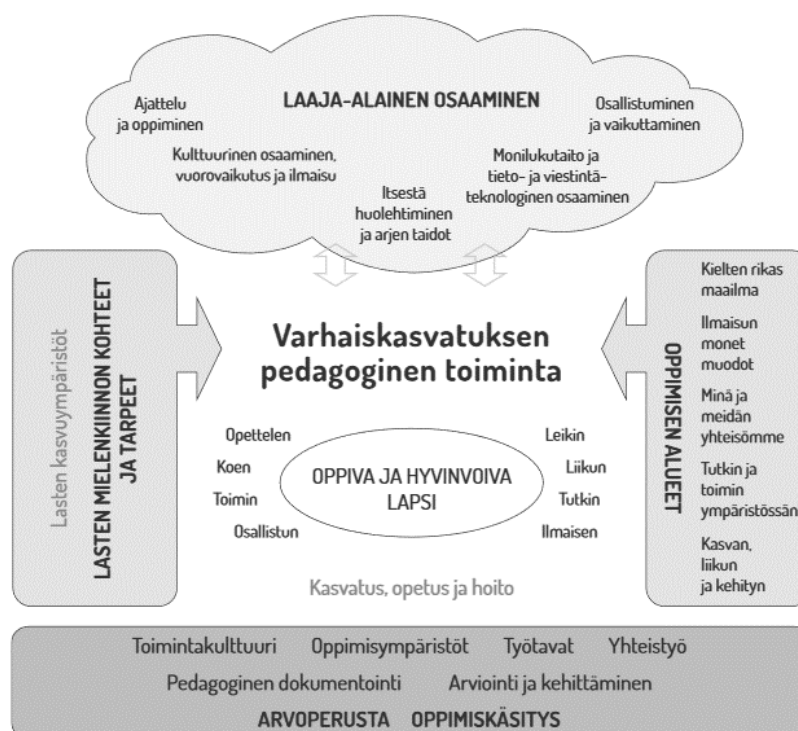 LAAJA-ALAINEN OSAAMINEN
Ajattelu
ja oppiminen
Kulttuurinen osaaminen,
vuorovaikutus ja ilmaisu
Itsestä
huolehtiminen
ja arjen taidot
Monilukutaito ja
tieto- ja viestintä-
teknologinen osaaminen
Osallistuminen
ja vaikuttaminen
Lasten kasvuympäristöt
LASTEN MIELENKIINNON KOHTEET
JA TARPEET
Varhaiskasvatuksen
pedagoginen toiminta
Opettelen
Koen
Toimin
Osallistun
OPPIVA JA HYVINVOIVA
LAPSI
Leikin
Liikun
Tutkin
Ilmaisen
Kasvatus, opetus ja hoito
OPPIMISEN ALUEET
Kielten rikas
maailma
Ilmaisun
monet
muodot
Minä ja
meidän
yhteisömme
Tutkin ja
toimin
ympäristössän
Kasvan,
liikun
ja kehityn
Toimintakulttuuri Oppimisympäristöt Työtavat Yhteistyö
Pedagoginen dokumentointi Arviointi ja kehittäminen
ARVOPERUSTA OPPIMISKÄSITYS